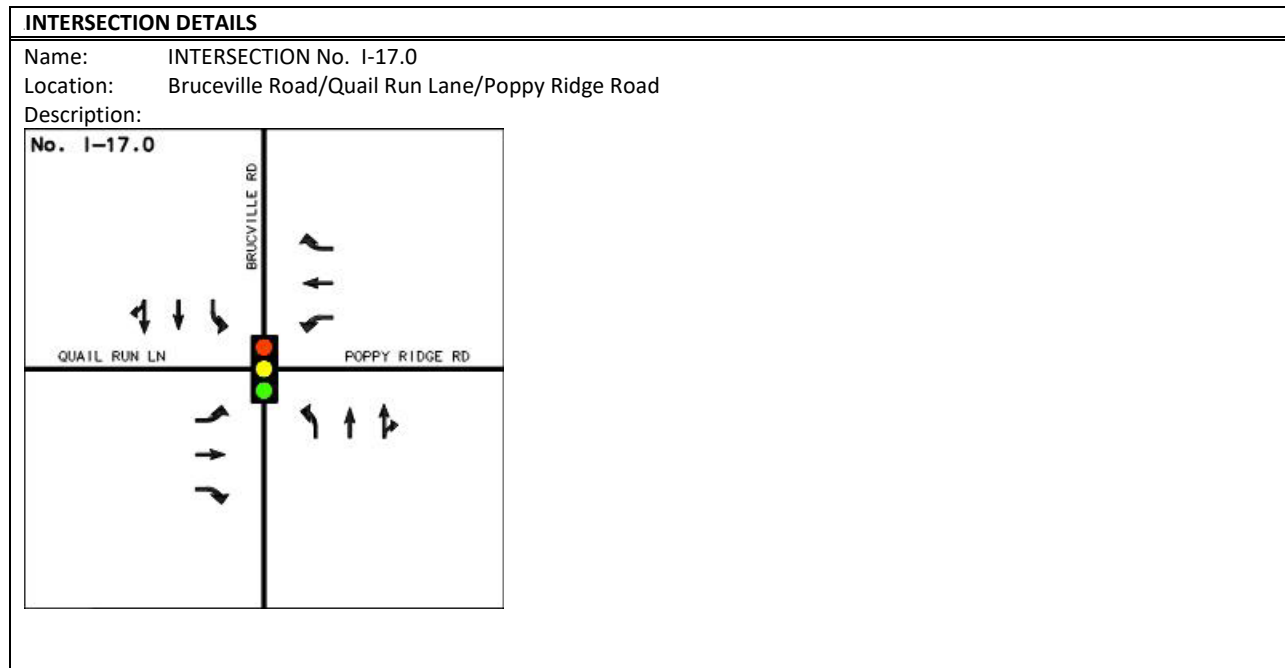 INTERSECTION DETAILS
Name: INTERSECTION No. I-17.0
Location: Bruceville Road/Quail Run Lane/Poppy Ridge Road
Description:
No. I-17.0
BRUCVILLE RD
QUAIL RUN LN
POPPY RIDGE RD